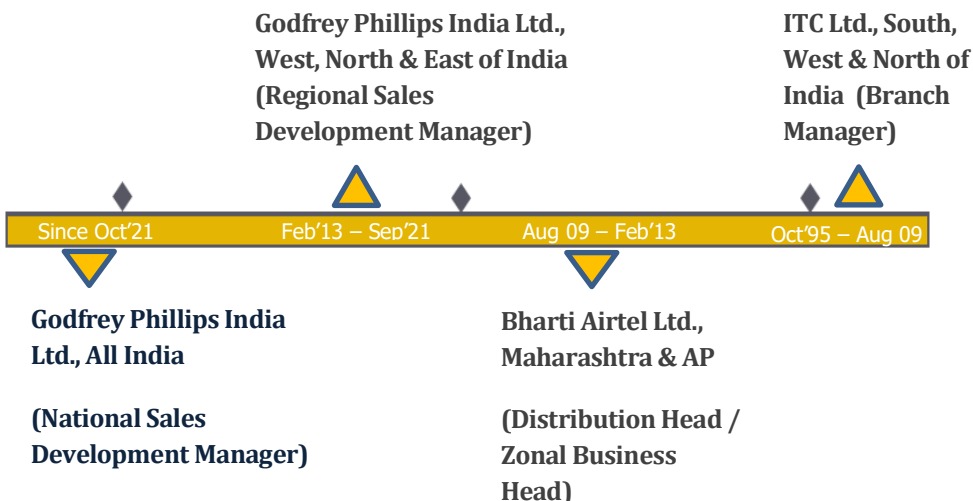 Godfrey Phillips India Ltd.,
West, North & East of India
(Regional Sales
Development Manager)
ITC Ltd., South,
West & North of
India (Branch
Manager)
Since Oct’21
Feb’13 – Sep’21
Aug 09 – Feb’13
Oct’95 – Aug 09
Godfrey Phillips India
Ltd., All India
(National Sales
Development Manager)
Bharti Airtel Ltd.,
Maharashtra & AP
(Distribution Head /
Zonal Business
Head)